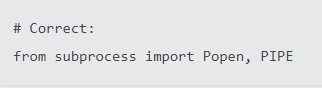 # Correct:
from subprocess import Popen, PIPE